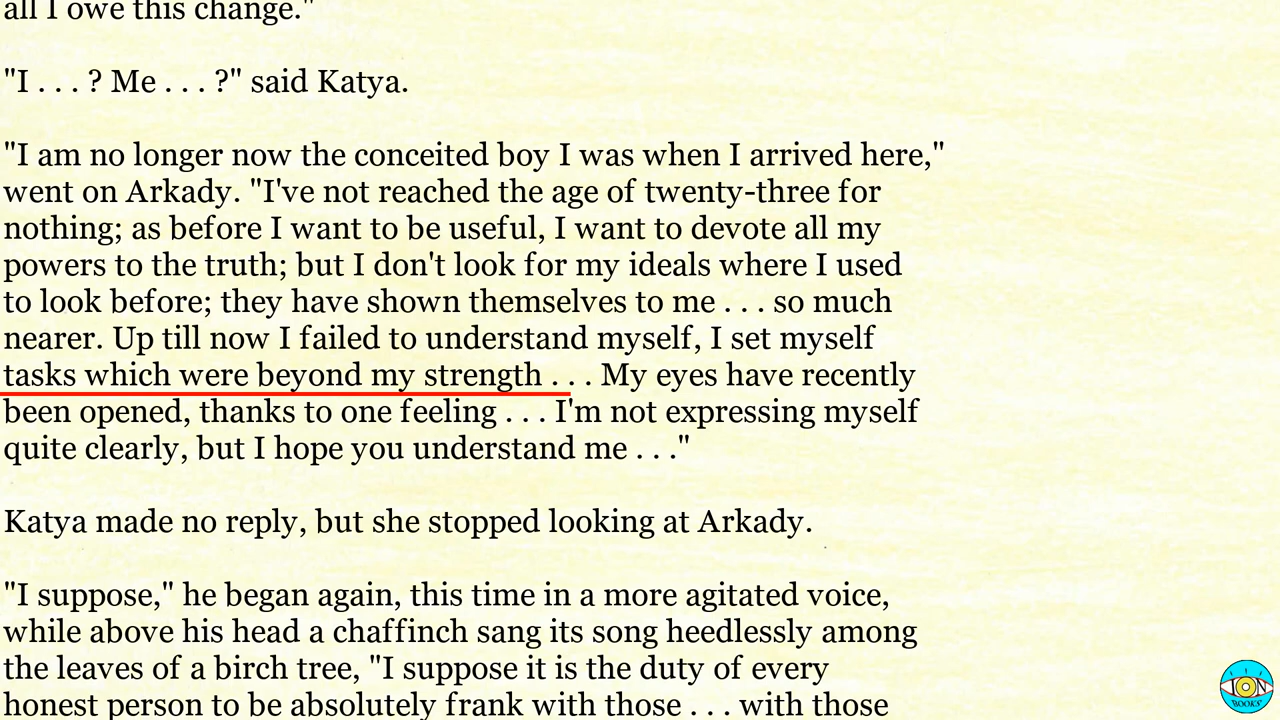 all I owe this change."
"I . . . ? Me . . . ?" said Katya.
"I am no longer now the conceited boy I was when I arrived here,"
went on Arkady. "I've not reached the age of twenty-three for
nothing; as before I want to be useful, I want to devote all my
powers to the truth; but I don't look for my ideals where I used
to look before; they have shown themselves to me . . . so much
nearer. Up till now I failed to understand myself, I set myself
tasks which were beyond my strength . . . My eyes have recently
been opened, thanks to one feeling . . . I'm not expressing myself
quite clearly, but I hope you understand me . . ."
Katya made no reply, but she stopped looking at Arkady.
"I suppose," he began again, this time in a more agitated voice,
while above his head a chaffinch sang its song heedlessly among
the leaves of a birch tree, "I suppose it is the duty of every
honest person to be absolutely frank with those . . . with those
ION
BOOKS